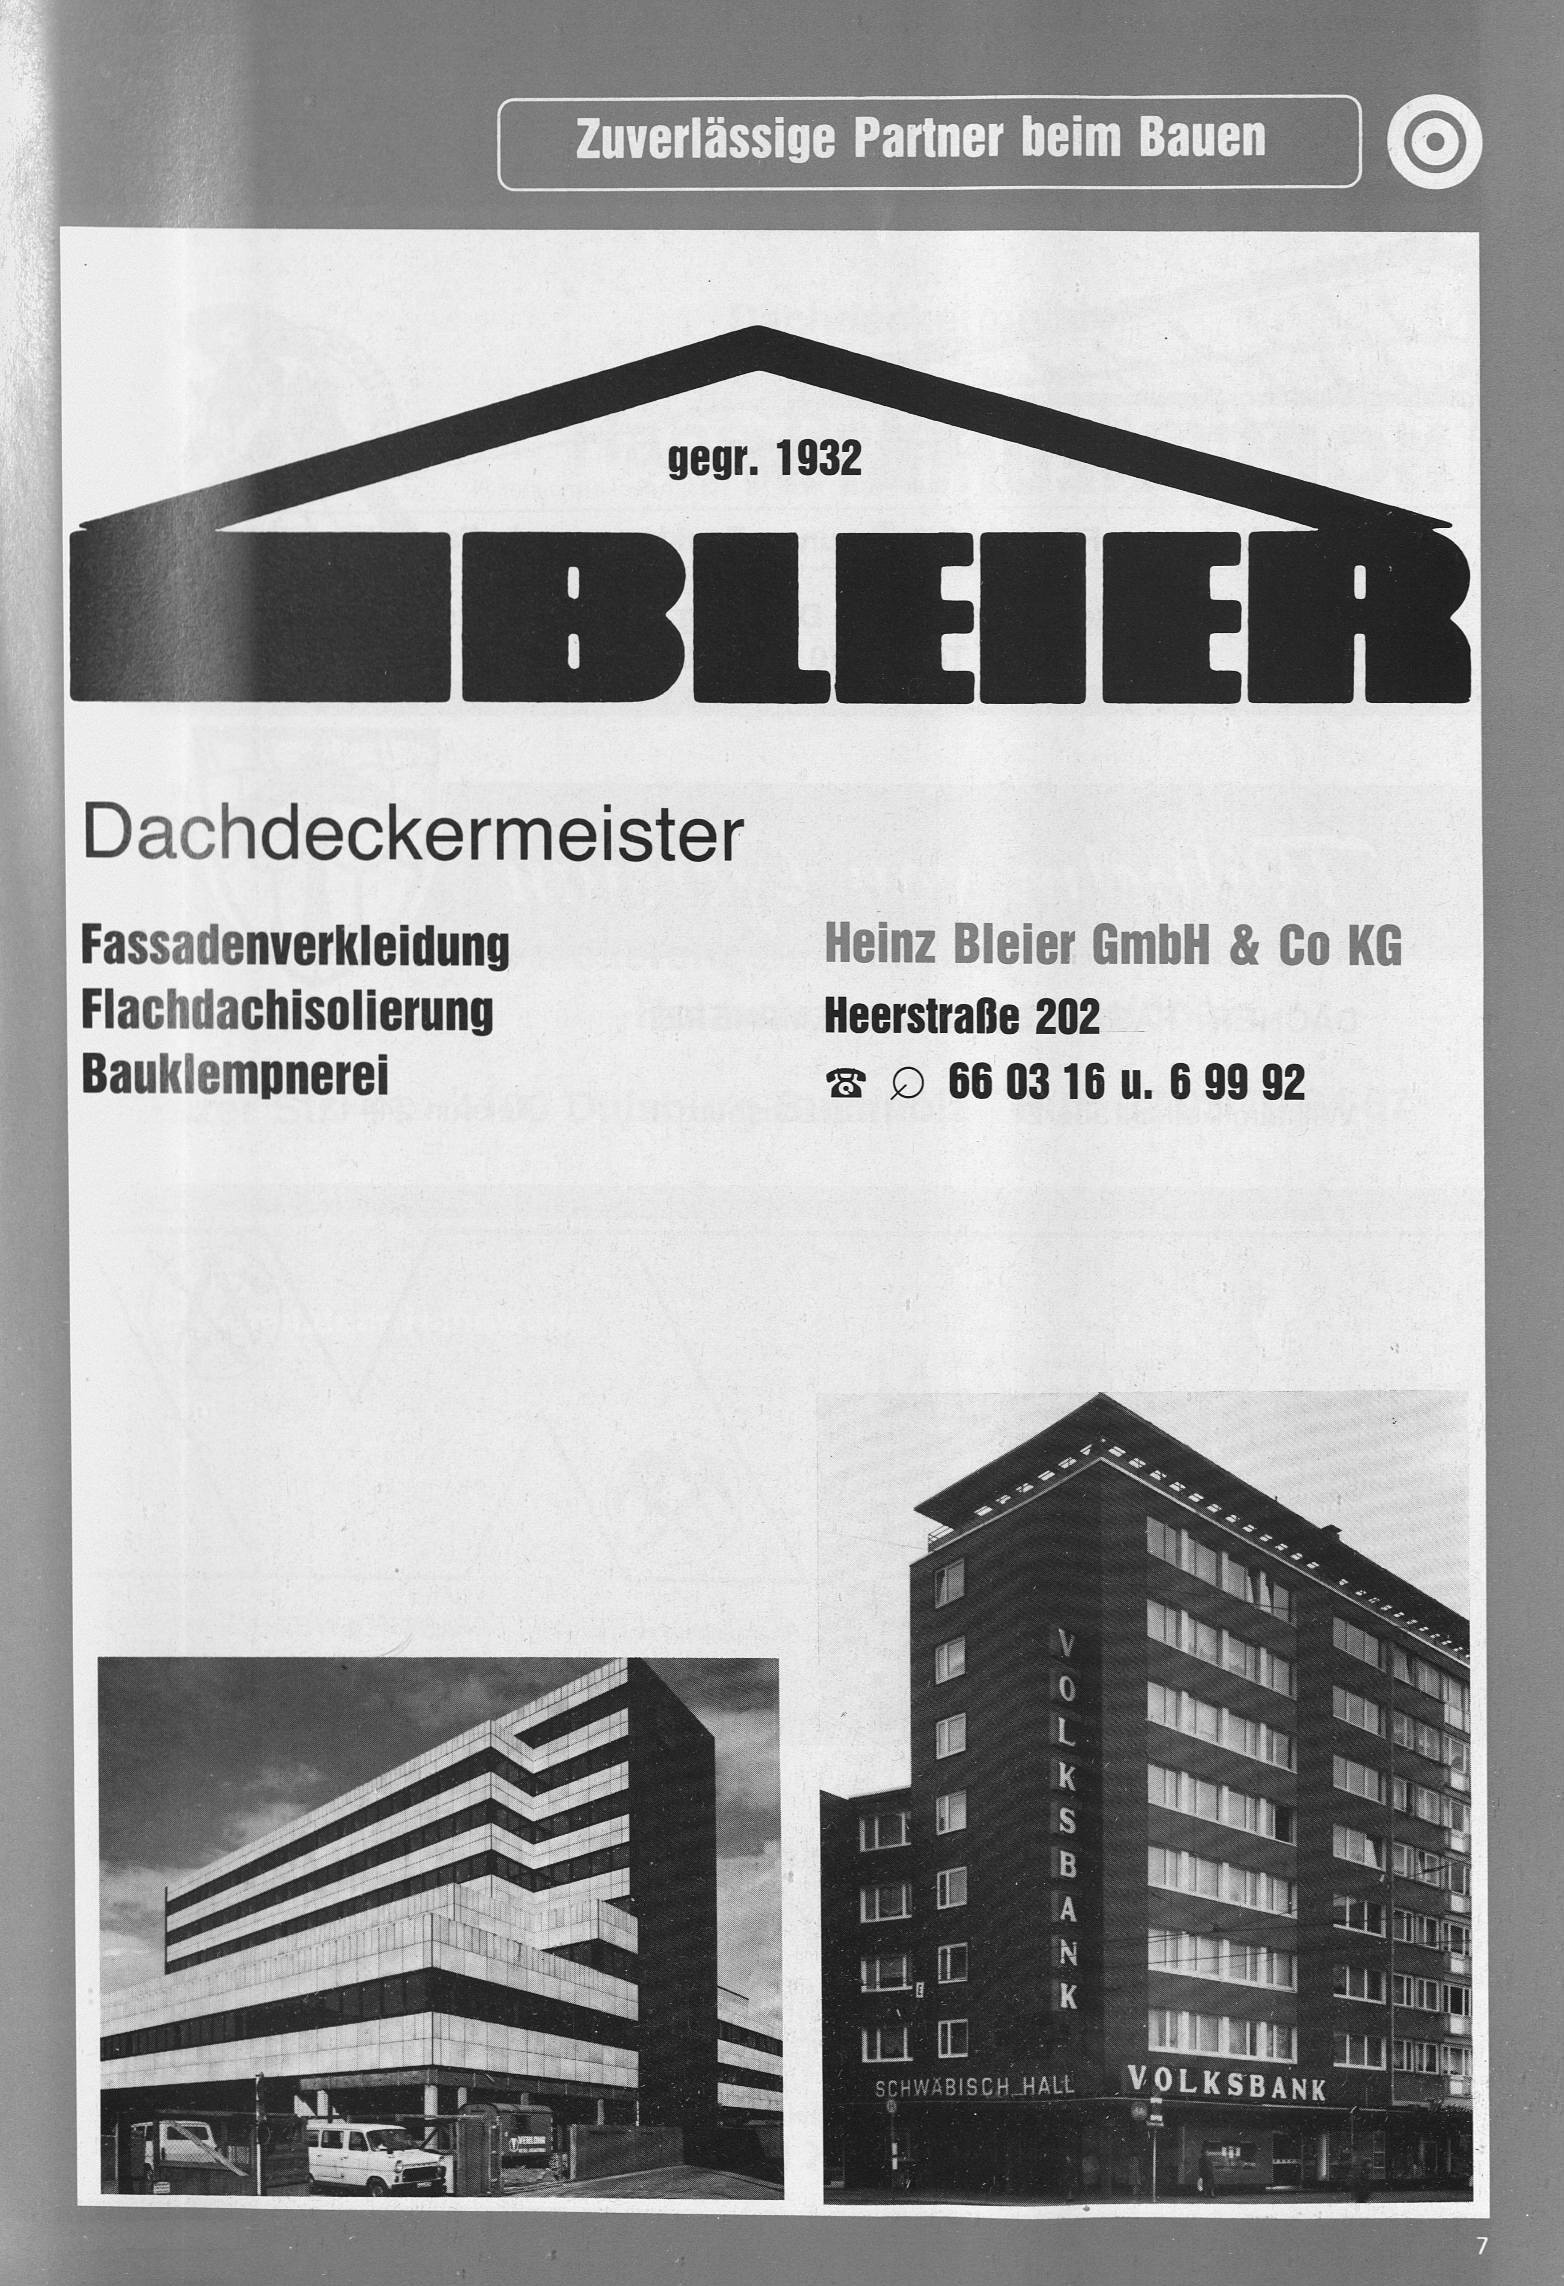 Zuverlässige Partner beim Bauen
gegr. 1932
BLEIER
Dachdeckermeister
Fassadenverkleidung
Flachdachisolierung
Bauklempnerei
Heinz Bleier GmbH & Co KG
Heerstraße 202
66 03 16 u. 6 99 92
VOLKSBANK
SCHWÄBISCH HALL
VOLKSBANK
7